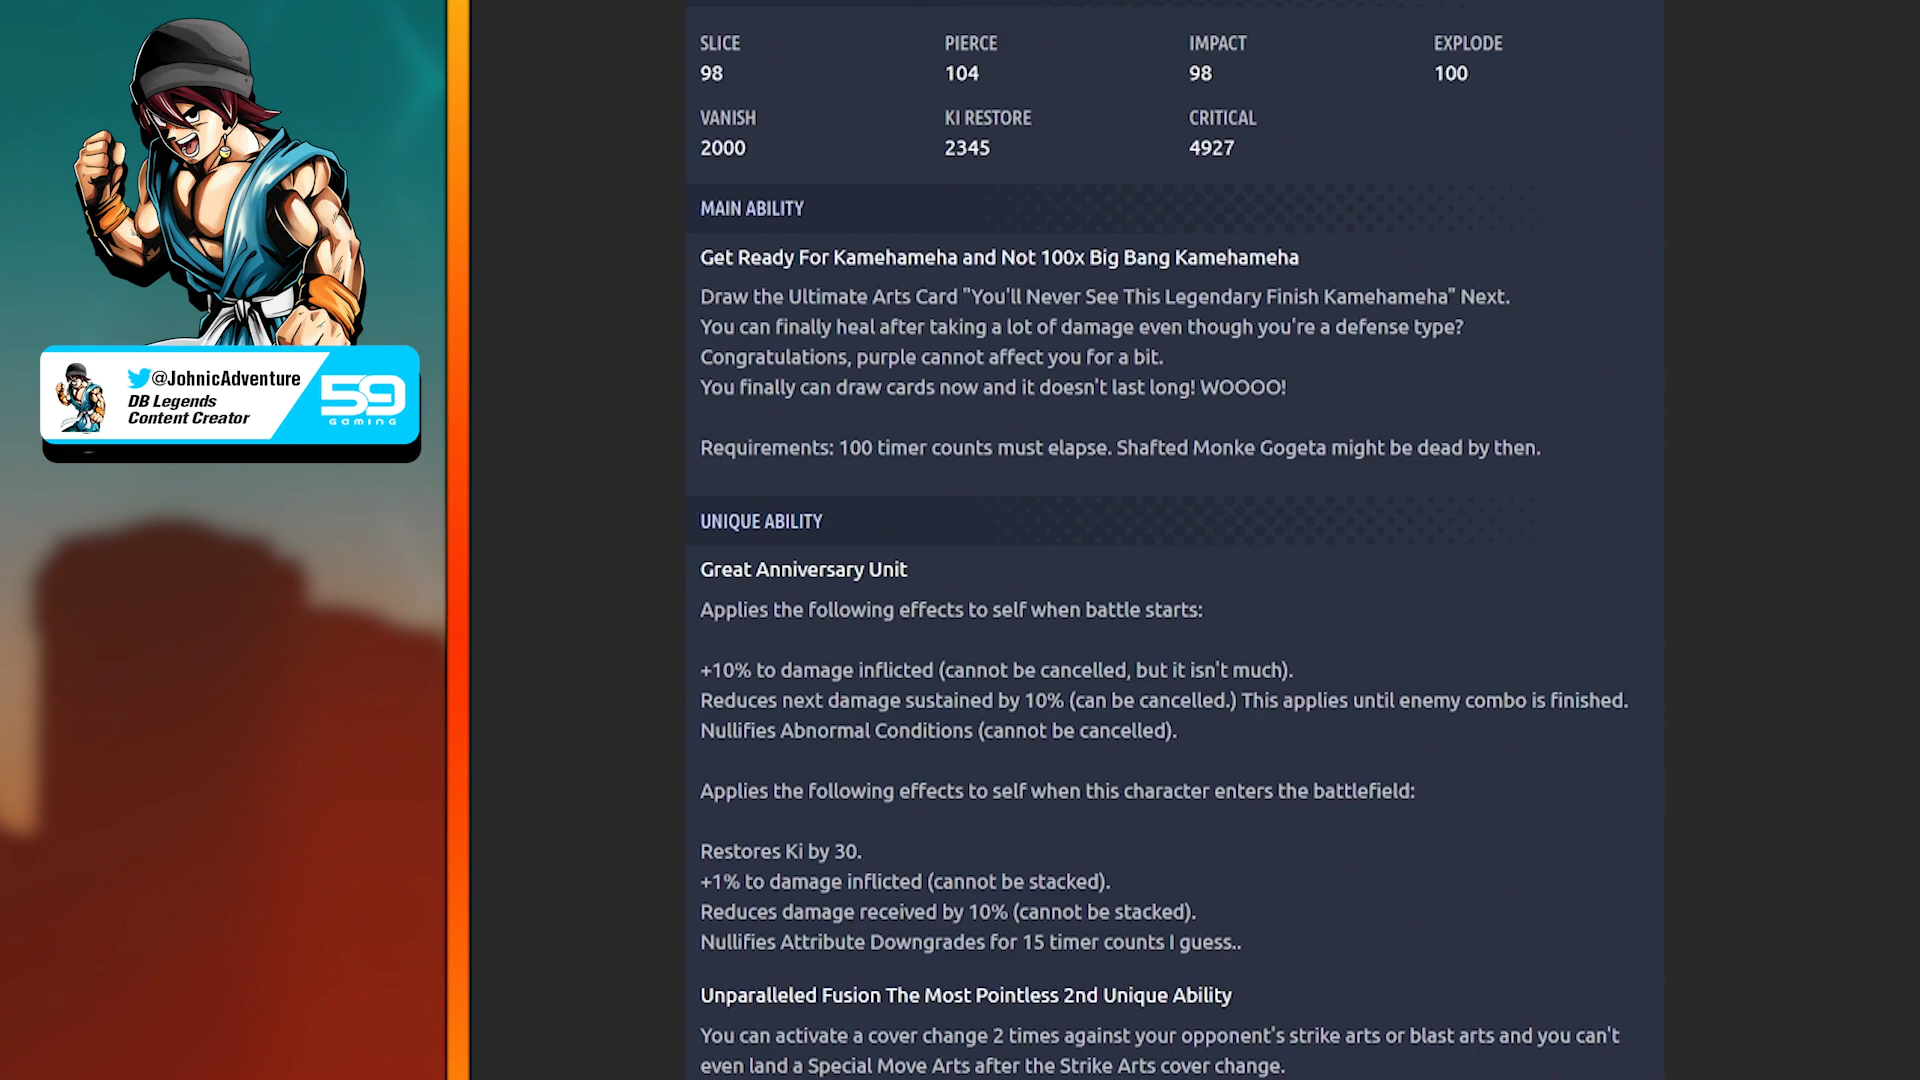 @JohnicAdventure
DB Legends
Content Creator
59
GAMING
SLICE PIERCE IMPACT EXPLODE
98 104 98 100
VANISH KI RESTORE CRITICAL
2000 2345 4927
MAIN ABILITY
Get Ready For Kamehameha and Not 100x Big Bang Kamehameha
Draw the Ultimate Arts Card "You'll Never See This Legendary Finish Kamehameha" Next.
You can finally heal after taking a lot of damage even though you're a defense type?
Congratulations, purple cannot affect you for a bit.
You finally can draw cards now and it doesn't last long! WOOOO!
Requirements: 100 timer counts must elapse. Shafted Monke Gogeta might be dead by then.
UNIQUE ABILITY
Great Anniversary Unit
Applies the following effects to self when battle starts:
+10% to damage inflicted (cannot be cancelled, but it isn't much).
Reduces next damage sustained by 10% (can be cancelled.) This applies until enemy combo is finished.
Nullifies Abnormal Conditions (cannot be cancelled).
Applies the following effects to self when this character enters the battlefield:
Restores Ki by 30.
+1% to damage inflicted (cannot be stacked).
Reduces damage received by 10% (cannot be stacked).
Nullifies Attribute Downgrades for 15 timer counts I guess..
Unparalleled Fusion The Most Pointless 2nd Unique Ability
You can activate a cover change 2 times against your opponent's strike arts or blast arts and you can't
even land a Special Move Arts after the Strike Arts cover change.